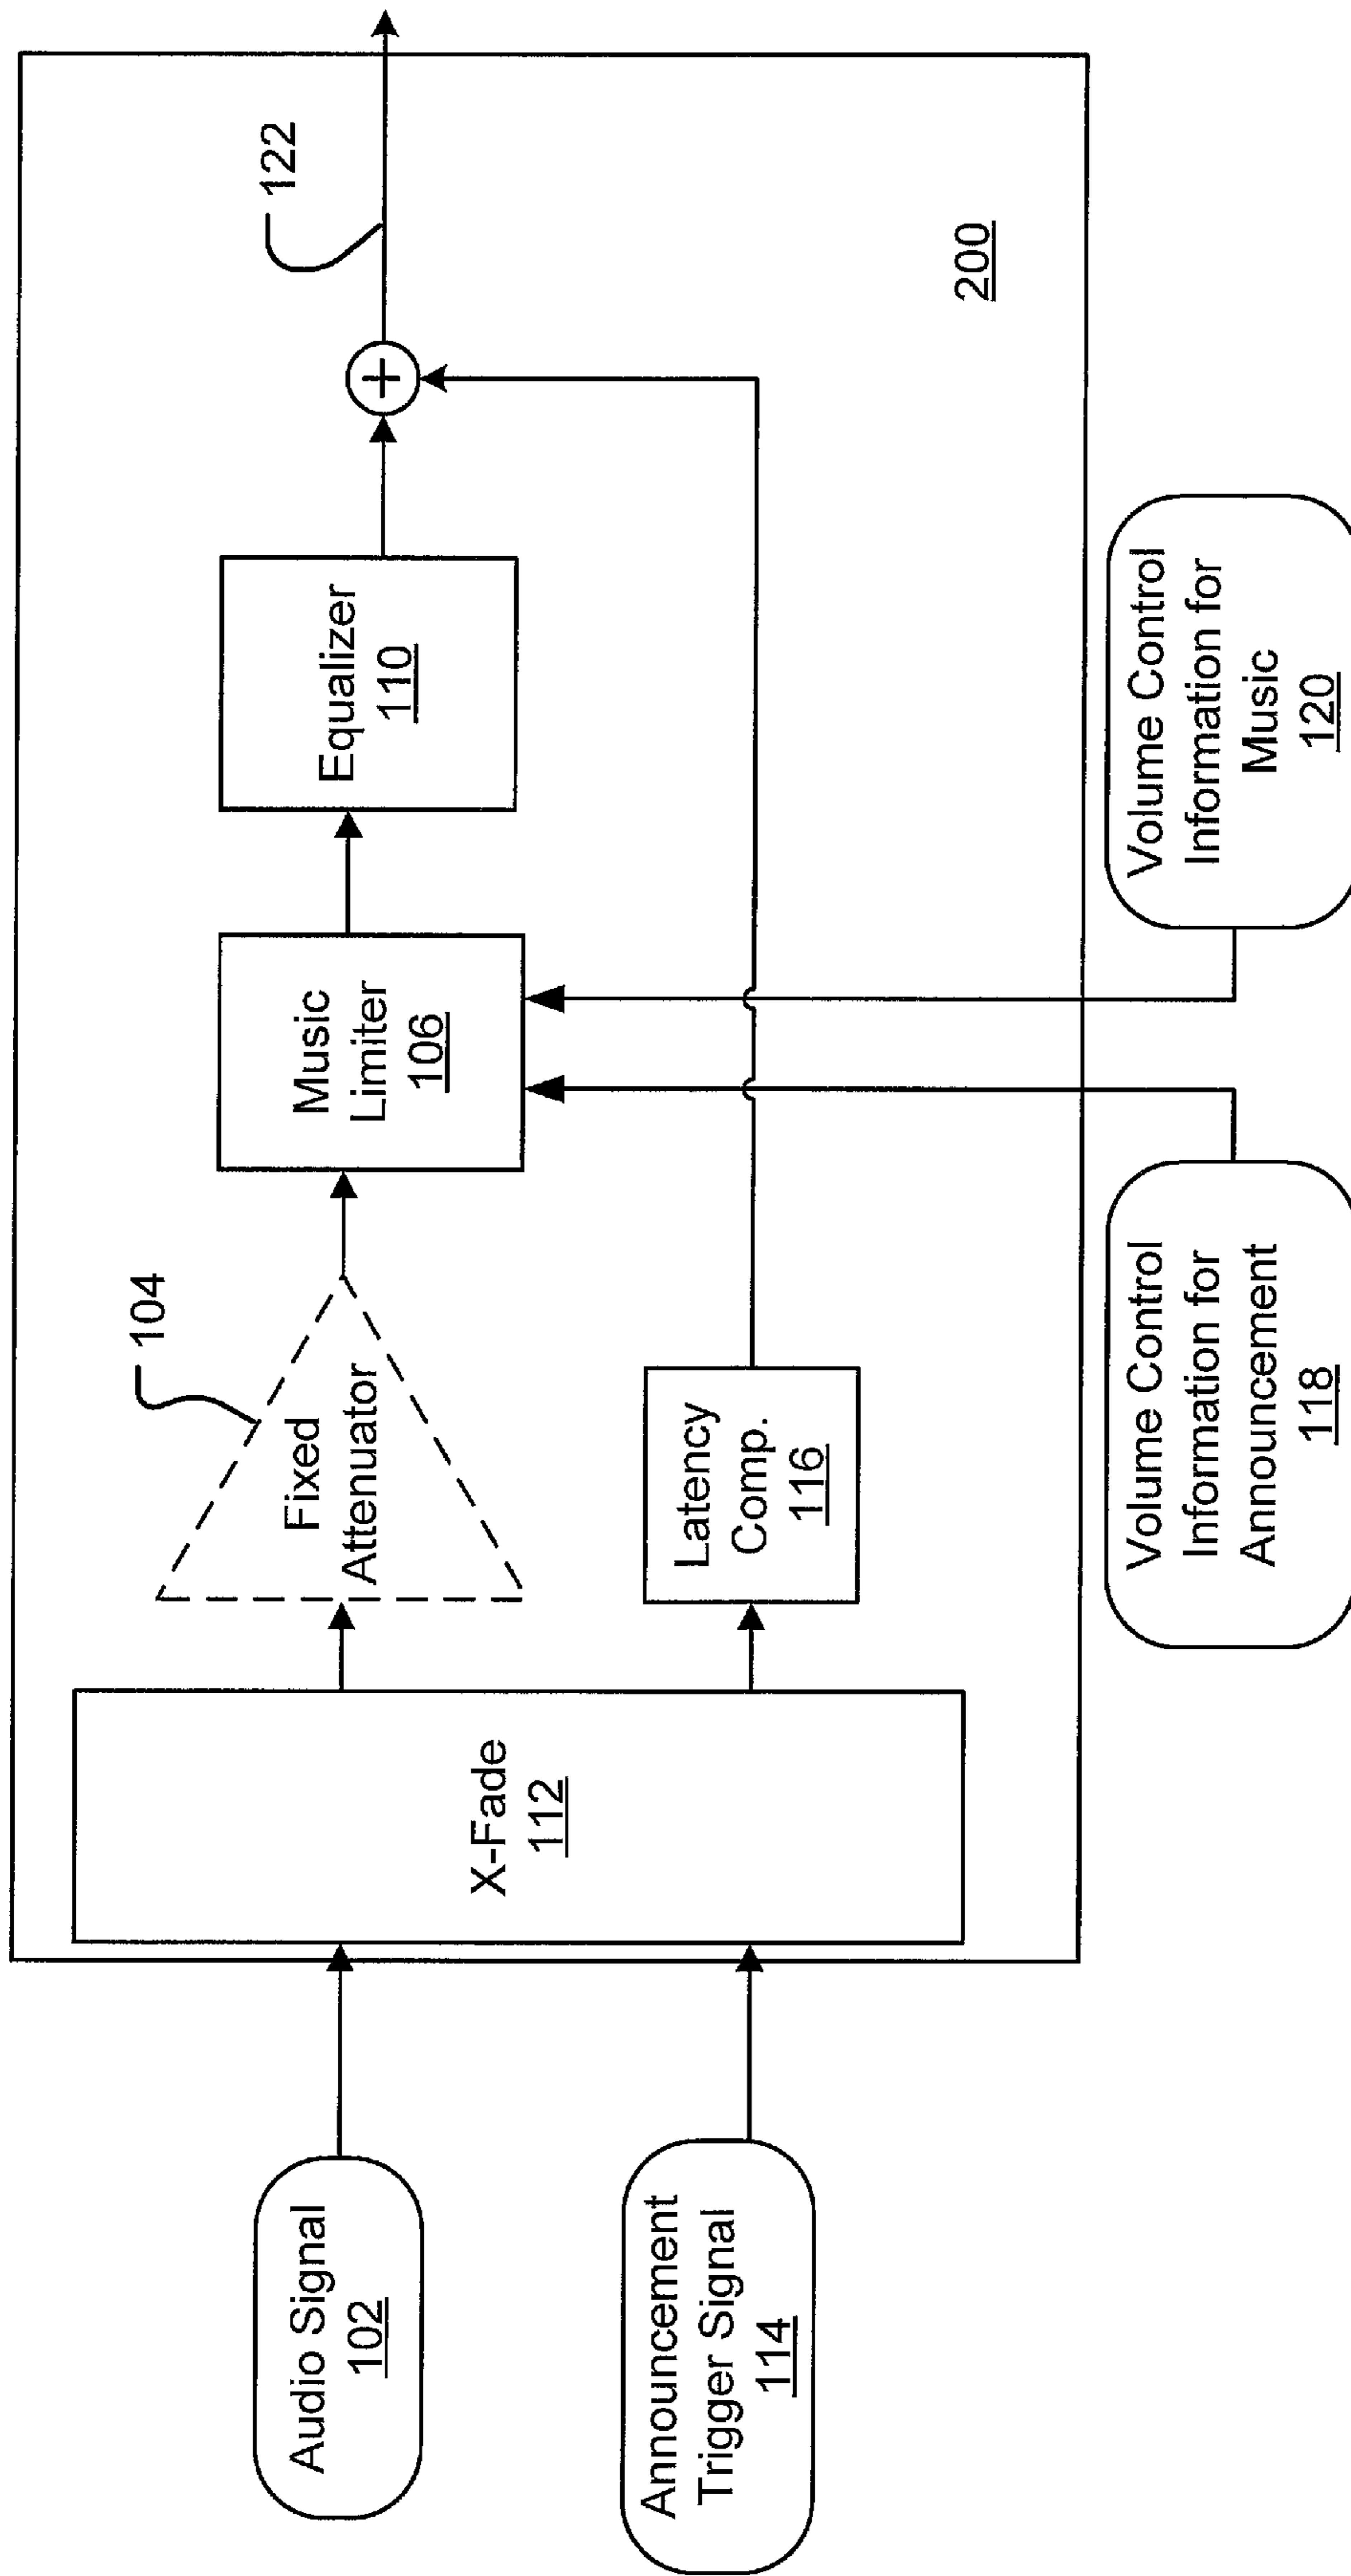 Audio Signal
102
Announcement
Trigger Signal
114
X-Fade
112
104
Fixed
Attenuator
Latency
Comp.
116
Music
Limiter
106
Equalizer
110
+
122
200
Volume Control
Information for
Announcement
118
Volume Control
Information for
Music
120